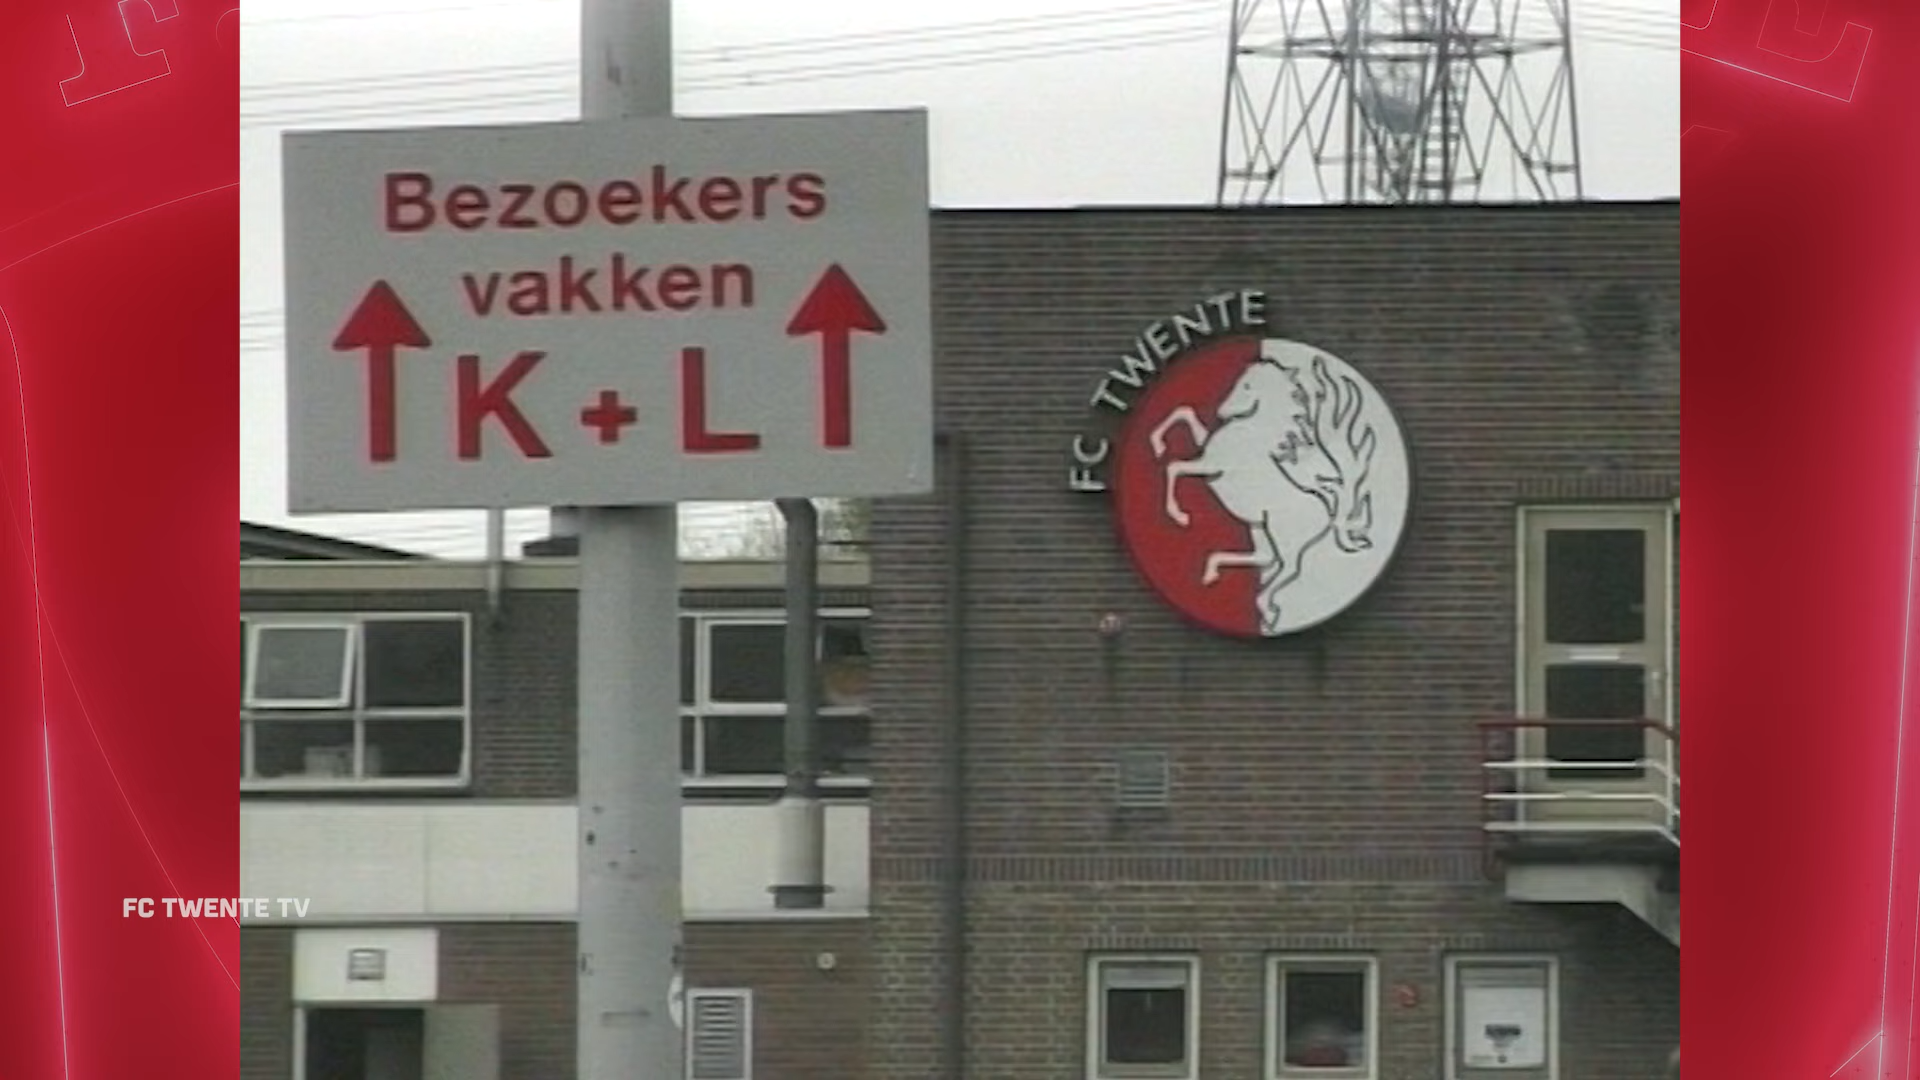 Bezoekers
vakken
K + L
FC TWENTE
FC TWENTE TV